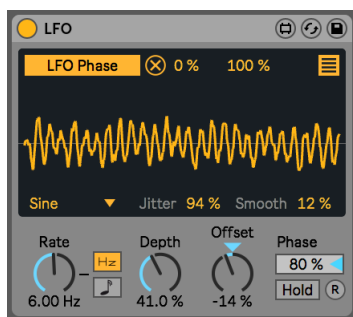 LFO
LFO Phase 0 % 100 %
Sine Jitter 94 % Smooth 12 %
Rate Depth Offset Phase
Hz 80 %
6.00 Hz 41.0 % -14 % Hold R